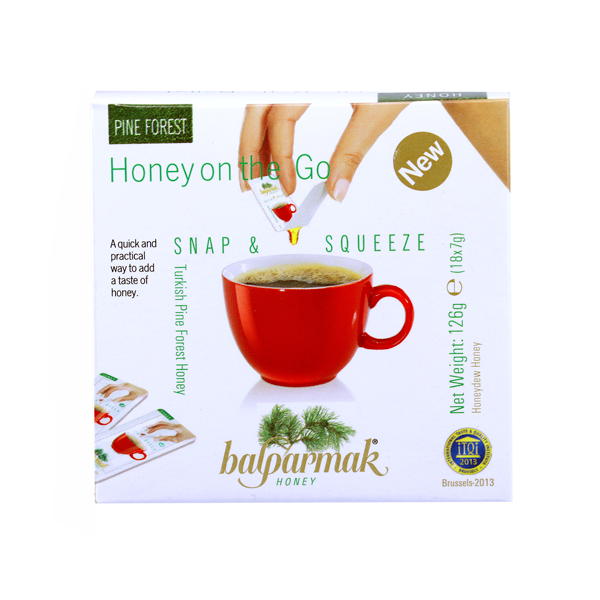 HONEY
PINE FOREST
Honey on the Go
New
A quick and
practical
way to add
a taste of
honey.
SNAP & SQUEEZE
Turkish Pine Forest Honey
Net Weight: 126g ℮ (18x7g)
Honeydew Honey
balparmak®
HONEY
2013
Brussels-2013